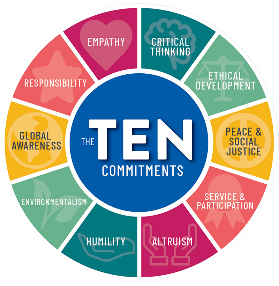 EMPATHY
CRITICAL
THINKING
ETHICAL
DEVELOPMENT
PEACE &
SOCIAL
JUSTICE
SERVICE &
PARTICIPATION
ALTRUISM
HUMILITY
ENVIRONMENTALISM
GLOBAL
AWARENESS
RESPONSIBILITY
THE TEN
COMMITMENTS